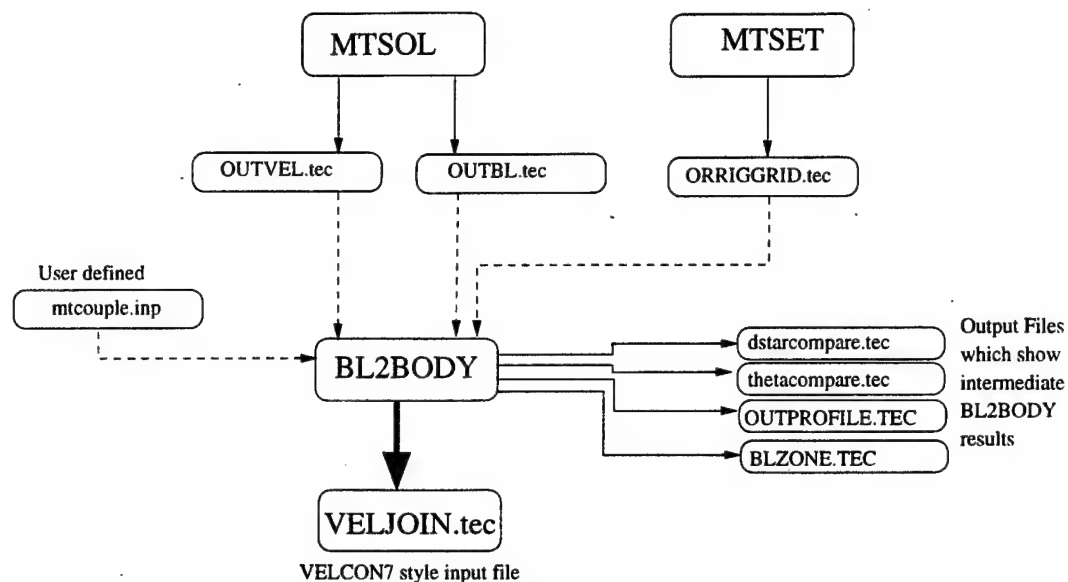 MTSOL
MTSET
OUTVEL.tec
OUTBL.tec
ORRIGGRID.tec
User defined
mtcouple.inp
BL2BODY
dstarcompare.tec
thetacompare.tec
OUTPROFILE.TEC
BLZONE.TEC
Output Files
which show
intermediate
BL2BODY
results
VELJOIN.tec
VELCON7 style input file